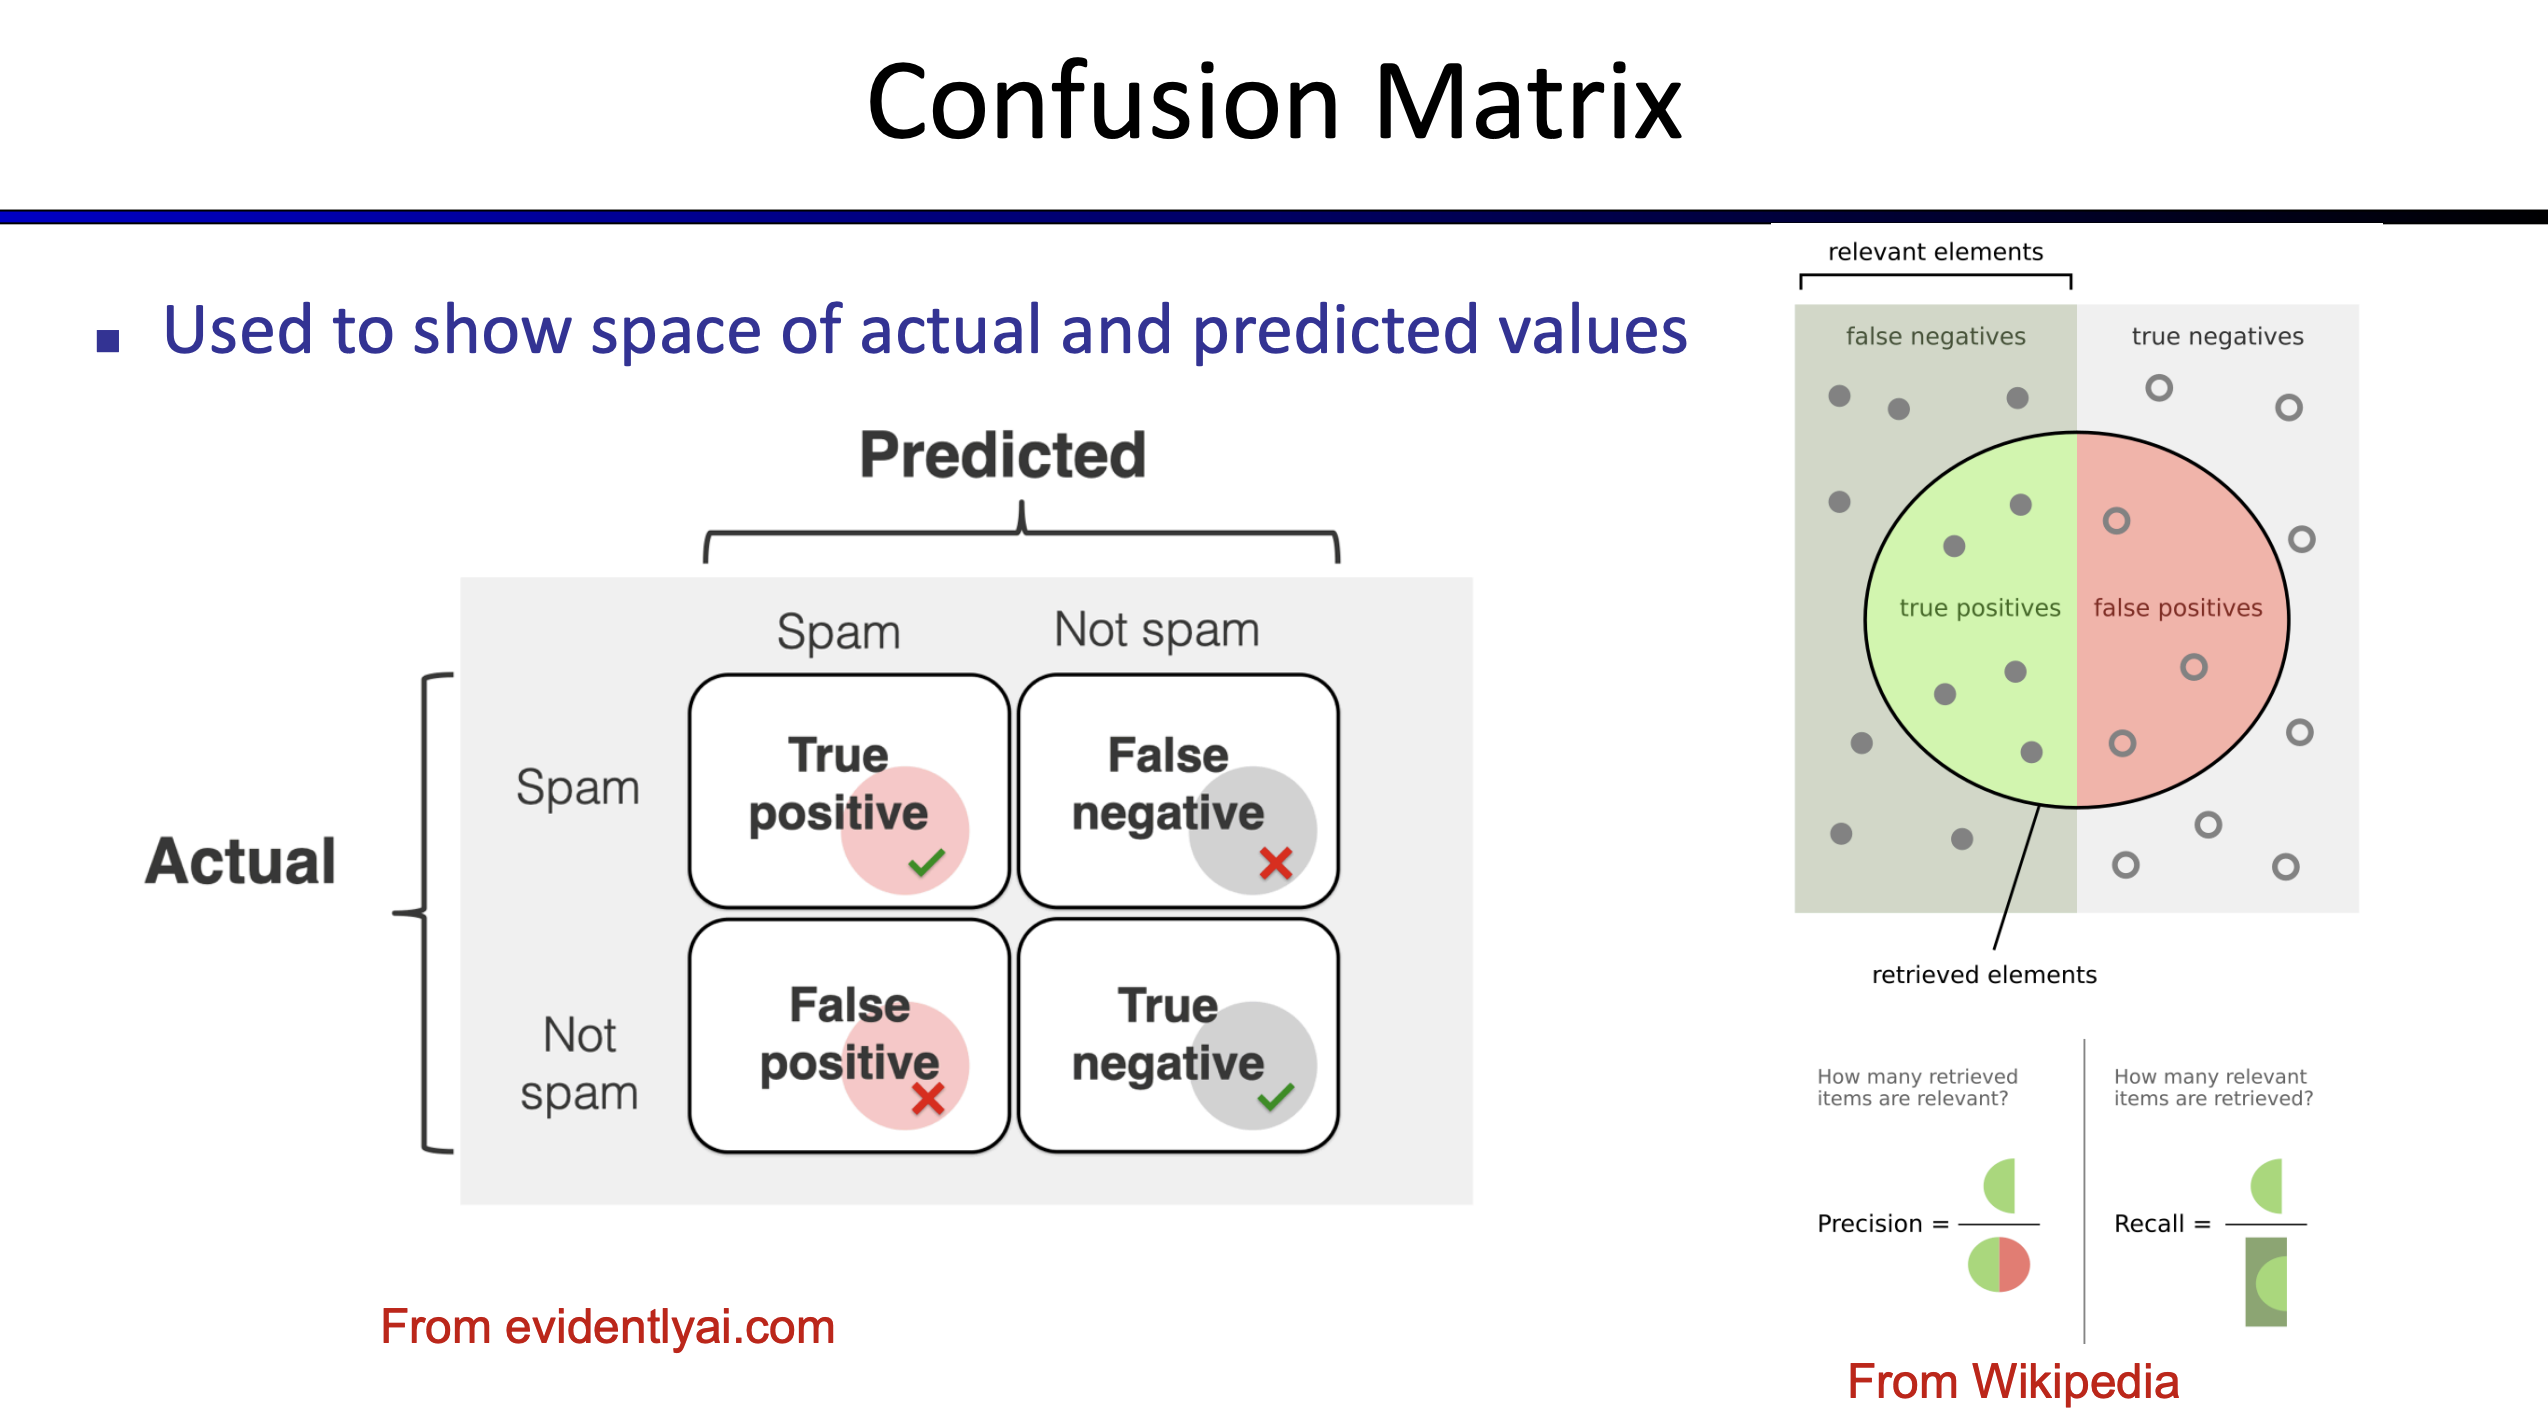 Confusion Matrix
▪ Used to show space of actual and predicted values
Predicted
Spam
Not spam
Actual
Spam
True
positive
False
negative
Not
spam
False
positive
True
negative
From evidentlyai.com
relevant elements
false negatives
true negatives
true positives
false positives
retrieved elements
How many retrieved
items are relevant?
How many relevant
items are retrieved?
Precision =
Recall =
From Wikipedia